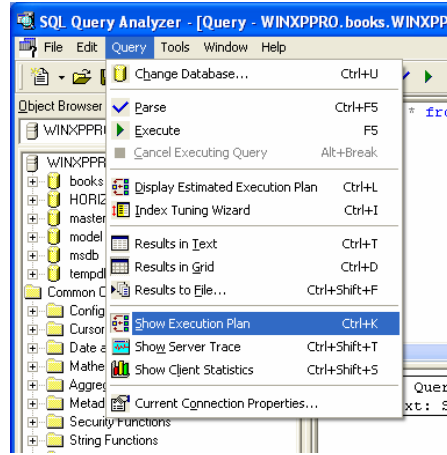 SQL Query Analyzer - [Query - WINXPPRO.books.WINXPP
File Edit Query Tools Window Help
Change Database... Ctrl+U
Object Browser
Parse Ctrl+F5
* fro
WINXPPR
Execute F5
Cancel Executing Query Alt+Break
WINXPPR
books
Display Estimated Execution Plan Ctrl+L
HORIZ
Index Tuning Wizard Ctrl+I
master
model
Results in Text Ctrl+T
msdb
Results in Grid Ctrl+D
tempdb
Results to File... Ctrl+Shift+F
Common O
Config
Show Execution Plan Ctrl+K
Cursor
Date a
Show Server Trace Ctrl+Shift+T
Mathe
Show Client Statistics Ctrl+Shift+S
Aggreg
Quer
Metad
Current Connection Properties...
xt: S
Security Functions
String Functions